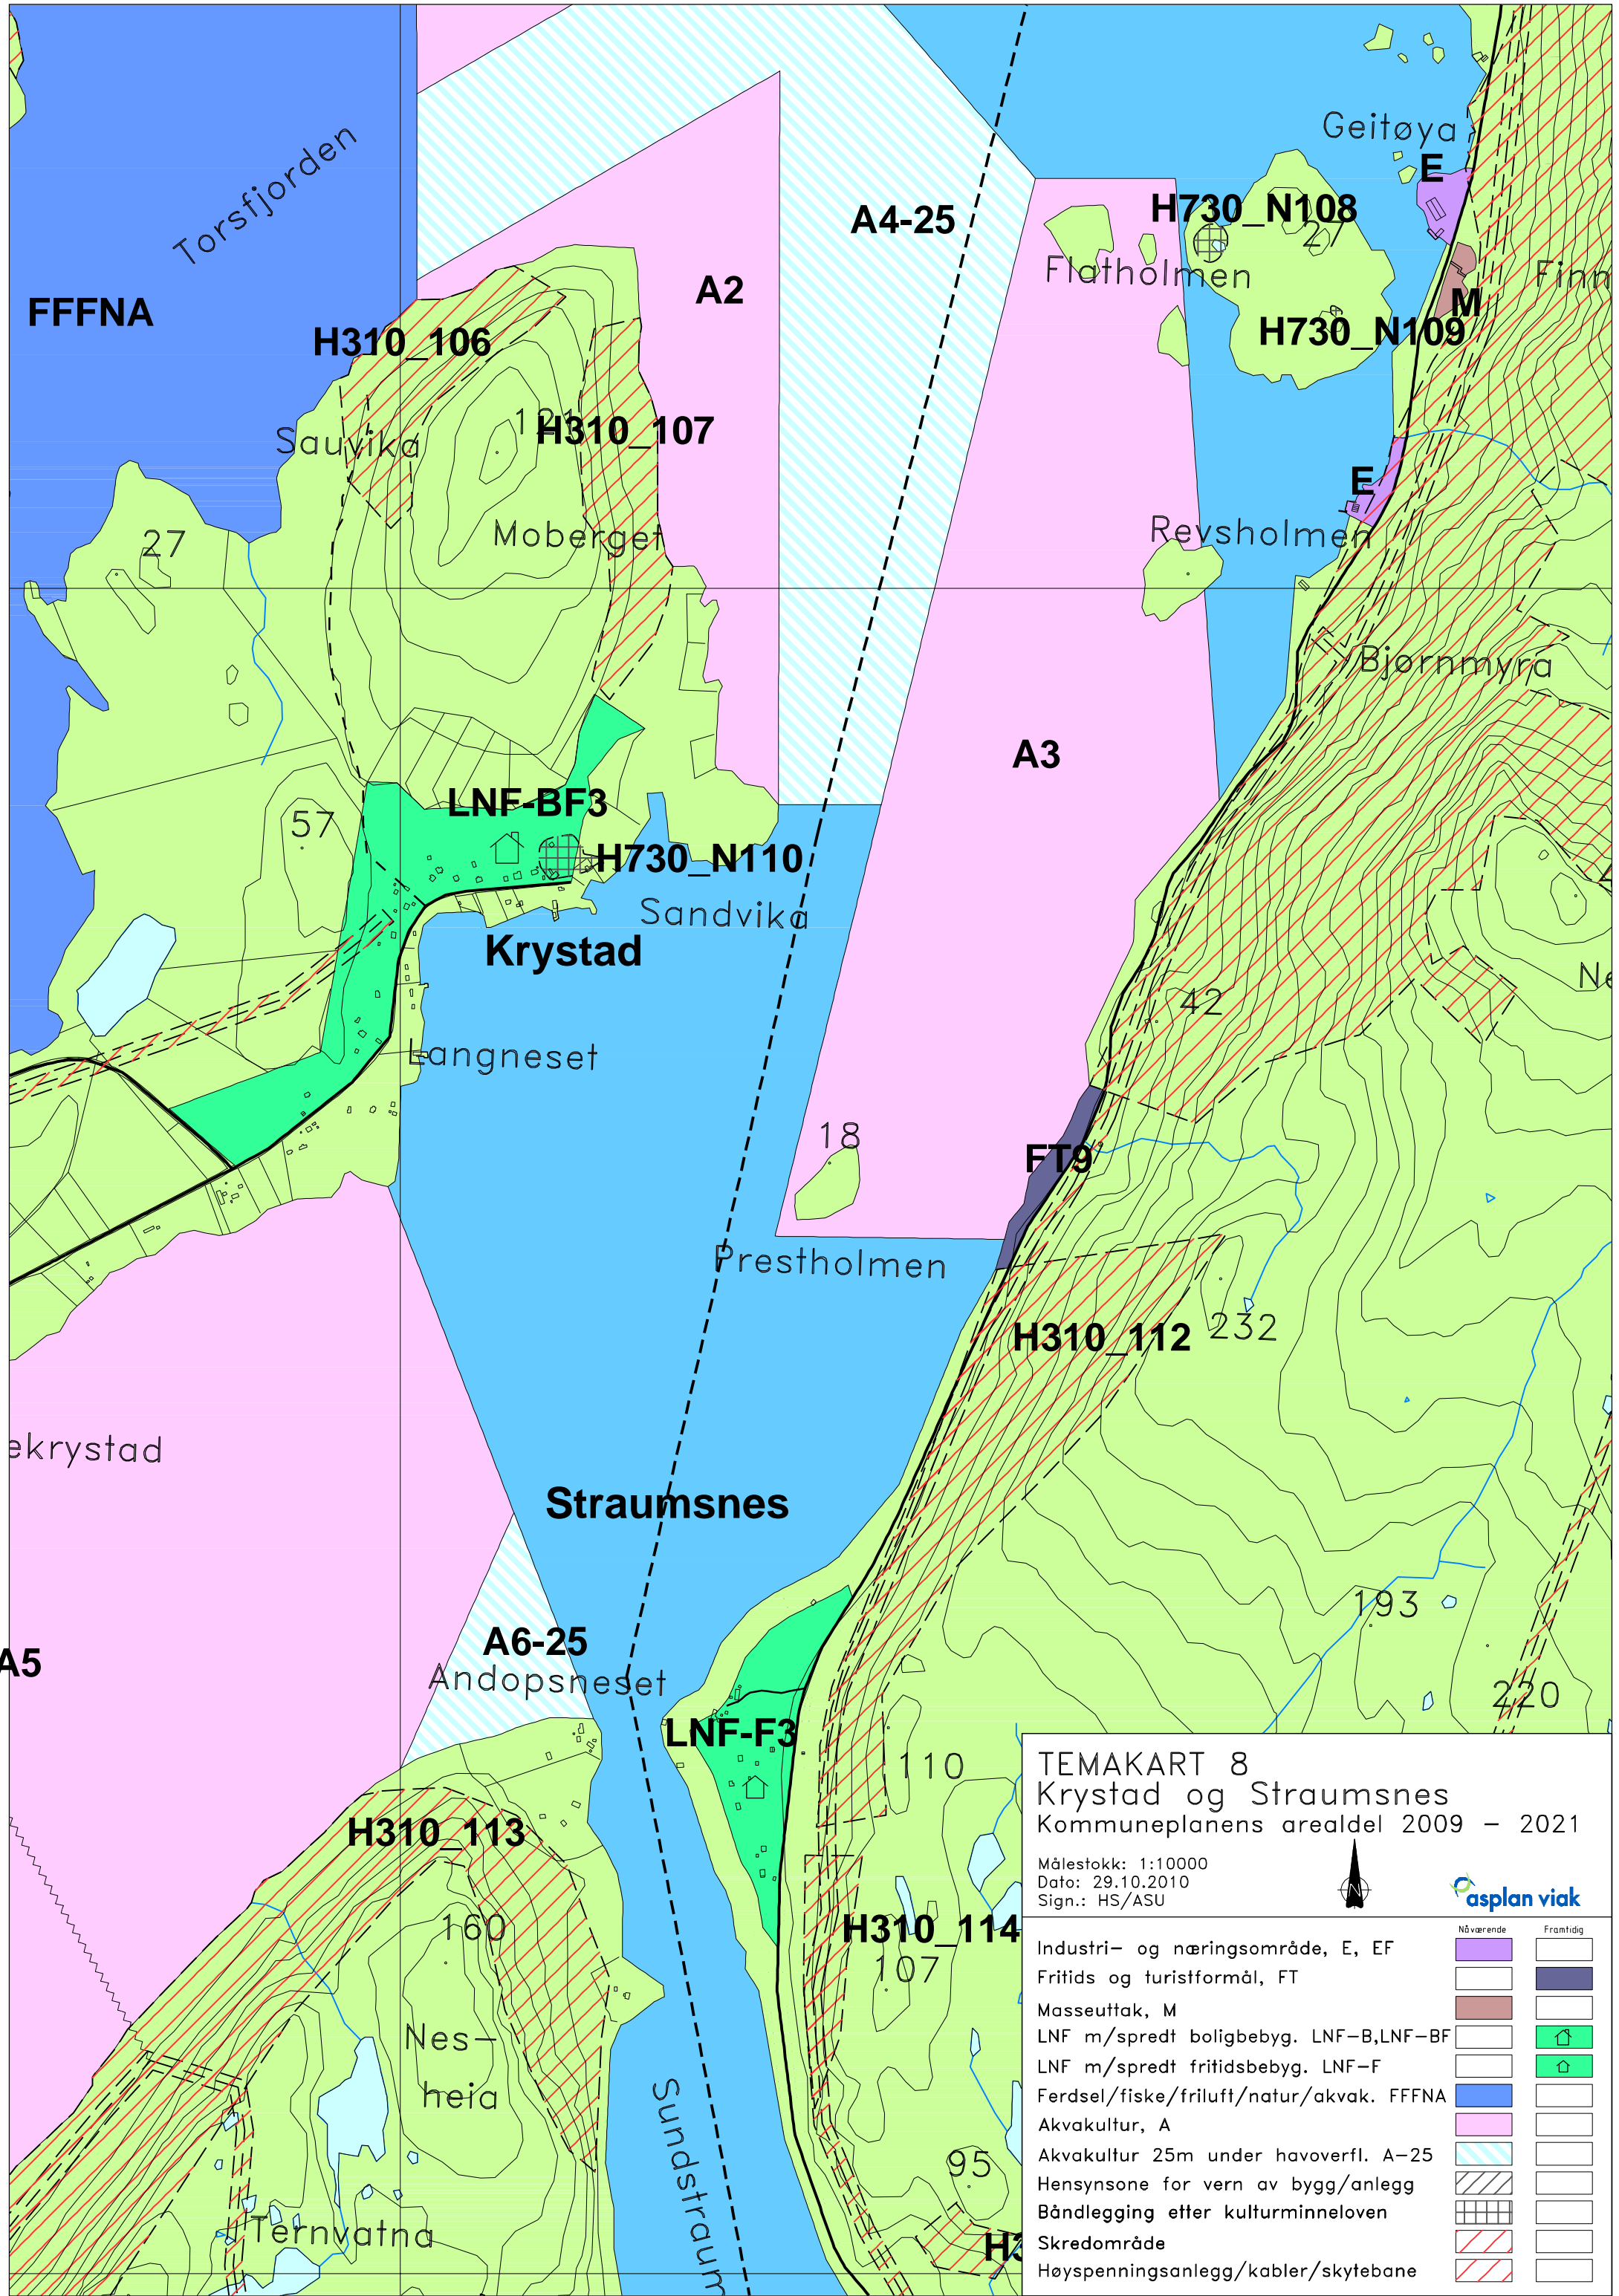 Torsfjorden
Geitøya
E
H730_N108
27
A4-25
Flatholmen
Finn
A2
M
FFFNA
H310_106
H730_N109
121
H310_107
Sauvika
E
Moberget
Revsholmen
27
Bjørnmyra
A3
LNF-BF3
57
H730_N110
Sandvika
Krystad
Ne
42
Langneset
18
FT9
Prestholmen
H310_112
232
ekrystad
Straumsnes
193
A6-25
A5
Andopsneset
220
LNF-F3
110
H310_113
160
H310_114
107
Nes-
heia
95
Sundstraum
Ternvatna
H3
TEMAKART 8
Krystad og Straumsnes
Kommuneplanens arealdel 2009 - 2021
Målestokk: 1:10000
Dato: 29.10.2010
Sign.: HS/ASU
N
asplan viak
Nåværende Framtidig
Industri- og næringsområde, E, EF
Fritids og turistformål, FT
Masseuttak, M
LNF m/spredt boligbebyg. LNF-B,LNF-BF
LNF m/spredt fritidsbebyg. LNF-F
Ferdsel/fiske/friluft/natur/akvak. FFFNA
Akvakultur, A
Akvakultur 25m under havoverfl. A-25
Hensynsone for vern av bygg/anlegg
Båndlegging etter kulturminneloven
Skredområde
Høyspenningsanlegg/kabler/skytebane